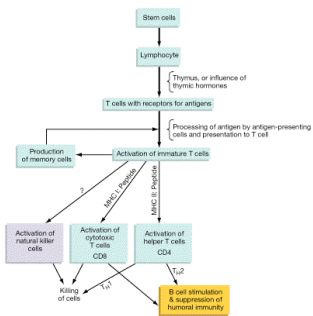 Stem cells
Lymphocyte
Thymus, or influence of
thymic hormones
T cells with receptors for antigens
Processing of antigen by antigen-presenting
cells and presentation to T cell
Production
of memory cells
Activation of immature T cells
?
MHC I: Peptide
MHC II: Peptide
Activation of
natural killer
cells
Activation of
cytotoxic
T cells
CD8
Activation of
helper T cells
CD4
TH1
TH2
Killing
of cells
B cell stimulation
& suppression of
humoral immunity